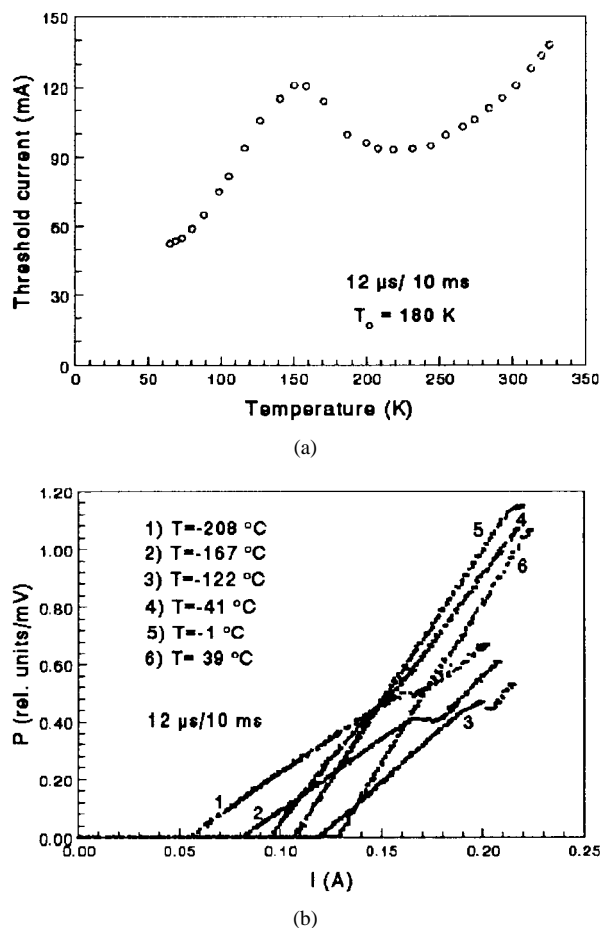 150
120
90
60
30
0
Threshold current (mA)
12 μs/ 10 ms
To = 180 K
0 50 100 150 200 250 300 350
Temperature (K)
(a)
1.20
1.00
0.80
0.60
0.40
0.20
0.00
P (rel. units/mV)
1) T=-208 °C
2) T=-167 °C
3) T=-122 °C
4) T=-41 °C
5) T=-1 °C
6) T= 39 °C
12 μs/10 ms
5
4
6
3
1
2
0.00 0.05 0.10 0.15 0.20 0.25
I (A)
(b)